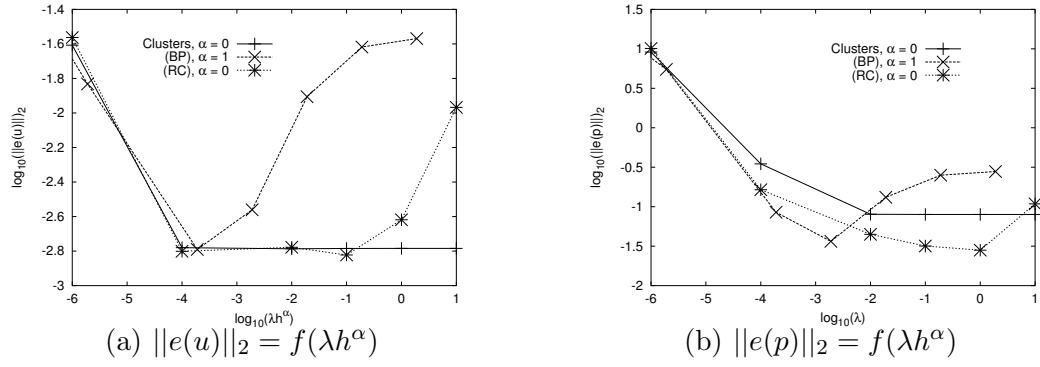 -1.4
-1.6
-1.8
-2
-2.2
-2.4
-2.6
-2.8
-3
-6
-5
-4
-3
-2
-1
0
1
log10(||e(u)||)2
log10(λhα)
Clusters, α = 0
(BP), α = 1
(RC), α = 0
(a) ||e(u)||2 = f(λhα)
1.5
1
0.5
0
-0.5
-1
-1.5
-2
-6
-5
-4
-3
-2
-1
0
1
log10(||e(p)||)2
log10(λ)
Clusters, α = 0
(BP), α = 1
(RC), α = 0
(b) ||e(p)||2 = f(λhα)